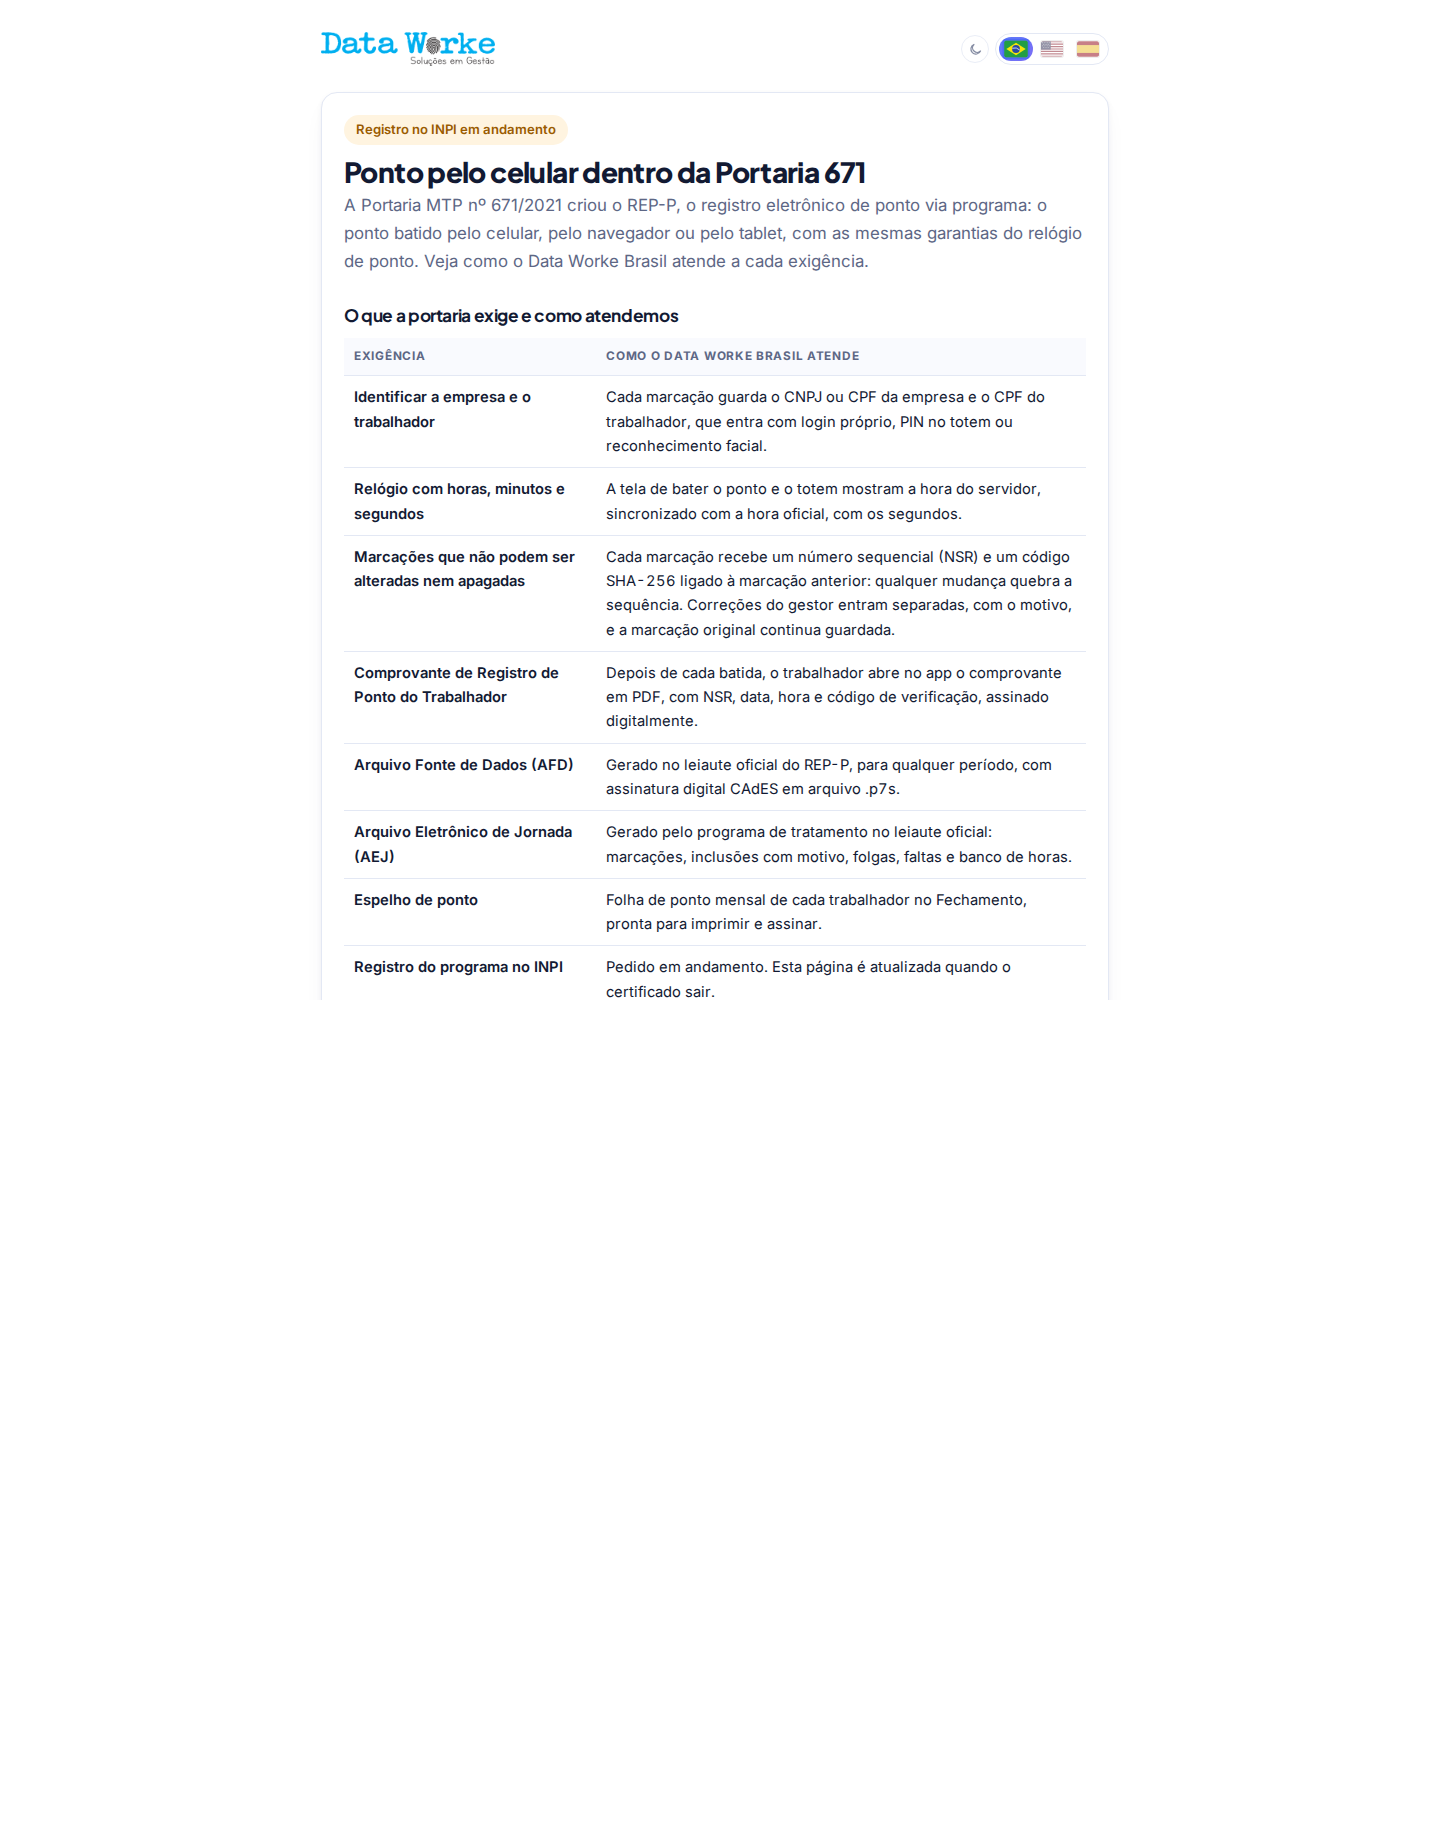 Data Worke
Soluções em Gestão
Registro no INPI em andamento
Ponto pelo celular dentro da Portaria 671
A Portaria MTP nº 671/2021 criou o REP-P, o registro eletrônico de ponto via programa: o
ponto batido pelo celular, pelo navegador ou pelo tablet, com as mesmas garantias do relógio
de ponto. Veja como o Data Worke Brasil atende a cada exigência.
O que a portaria exige e como atendemos
EXIGÊNCIA COMO O DATA WORKE BRASIL ATENDE
Identificar a empresa e o
trabalhador
Cada marcação guarda o CNPJ ou CPF da empresa e o CPF do
trabalhador, que entra com login próprio, PIN no totem ou
reconhecimento facial.
Relógio com horas, minutos e
segundos
A tela de bater o ponto e o totem mostram a hora do servidor,
sincronizado com a hora oficial, com os segundos.
Marcações que não podem ser
alteradas nem apagadas
Cada marcação recebe um número sequencial (NSR) e um código
SHA-256 ligado à marcação anterior: qualquer mudança quebra a
sequência. Correções do gestor entram separadas, com o motivo,
e a marcação original continua guardada.
Comprovante de Registro de
Ponto do Trabalhador
Depois de cada batida, o trabalhador abre no app o comprovante
em PDF, com NSR, data, hora e código de verificação, assinado
digitalmente.
Arquivo Fonte de Dados (AFD)
Gerado no leiaute oficial do REP-P, para qualquer período, com
assinatura digital CAdES em arquivo .p7s.
Arquivo Eletrônico de Jornada
(AEJ)
Gerado pelo programa de tratamento no leiaute oficial:
marcações, inclusões com motivo, folgas, faltas e banco de horas.
Espelho de ponto
Folha de ponto mensal de cada trabalhador no Fechamento,
pronta para imprimir e assinar.
Registro do programa no INPI
Pedido em andamento. Esta página é atualizada quando o
certificado sair.